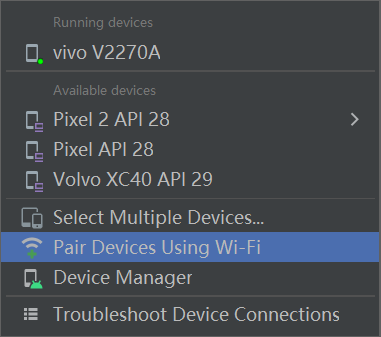 Running devices
vivo V2270A
Available devices
Pixel 2 API 28
Pixel API 28
Volvo XC40 API 29
Select Multiple Devices...
Pair Devices Using Wi-Fi
Device Manager
Troubleshoot Device Connections